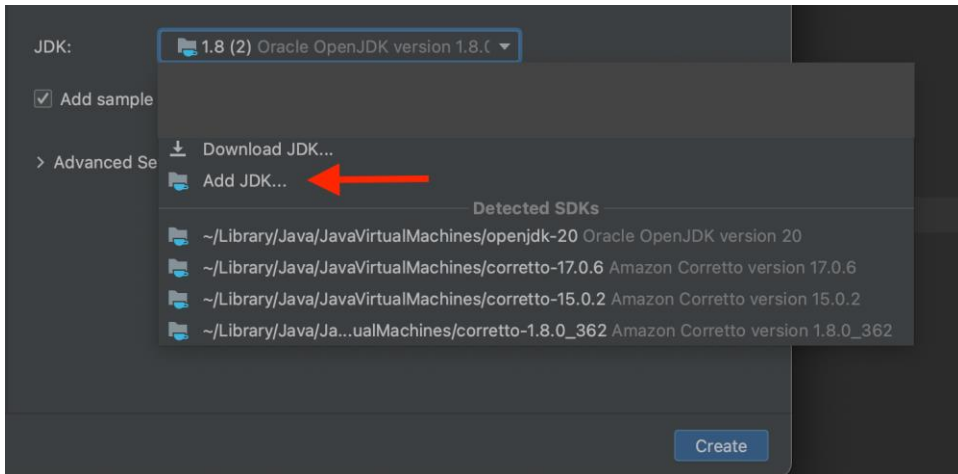 JDK:
1.8 (2) Oracle OpenJDK version 1.8.(
Add sample
Download JDK...
Advanced Se
Add JDK...
Detected SDKs
~/Library/Java/JavaVirtualMachines/openjdk-20 Oracle OpenJDK version 20
~/Library/Java/JavaVirtualMachines/corretto-17.0.6 Amazon Corretto version 17.0.6
~/Library/Java/JavaVirtualMachines/corretto-15.0.2 Amazon Corretto version 15.0.2
~/Library/Java/Ja...ualMachines/corretto-1.8.0_362 Amazon Corretto version 1.8.0_362
Create